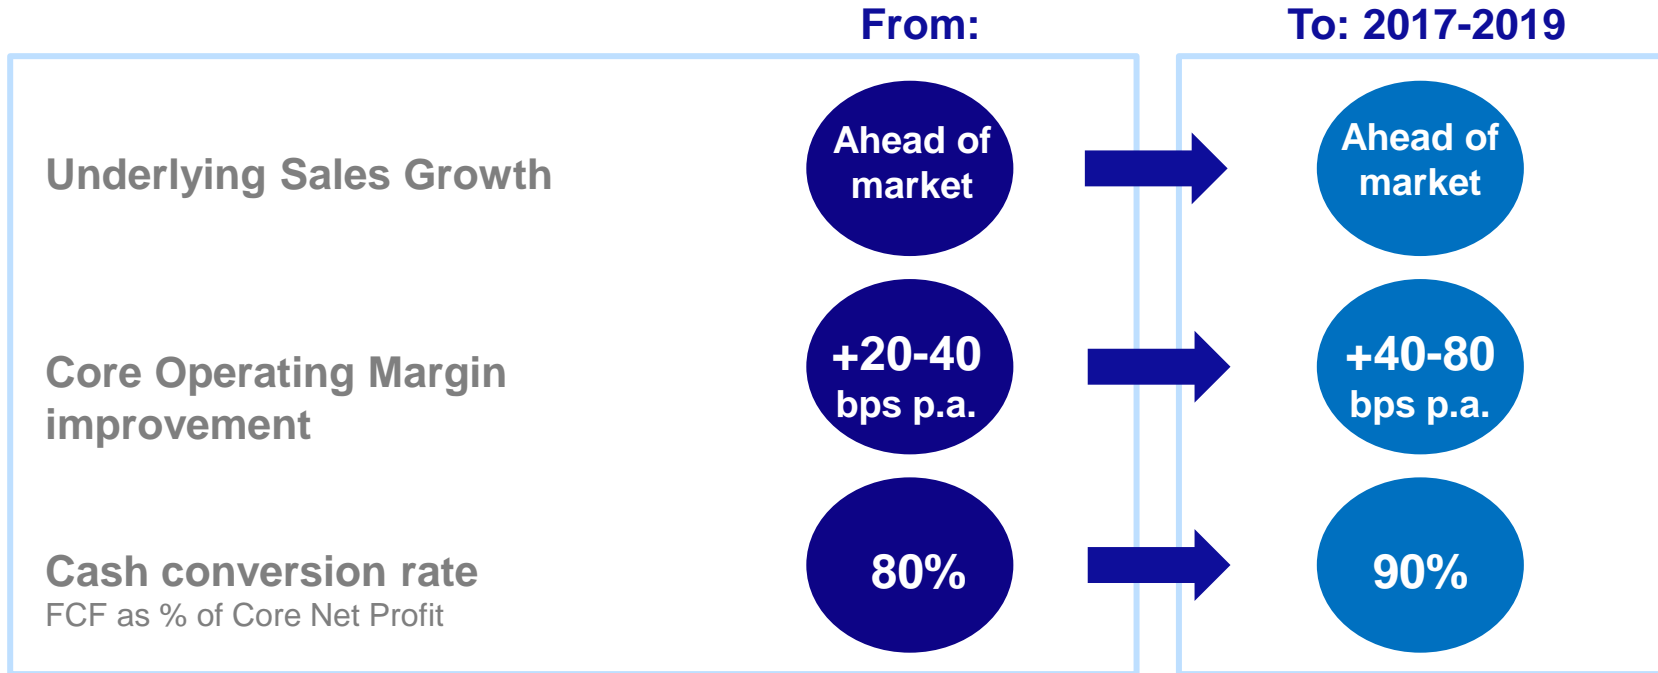 From:
To: 2017-2019
Underlying Sales Growth
Ahead of
market
Ahead of
market
Core Operating Margin
improvement
+20-40
bps p.a.
+40-80
bps p.a.
Cash conversion rate
FCF as % of Core Net Profit
80%
90%